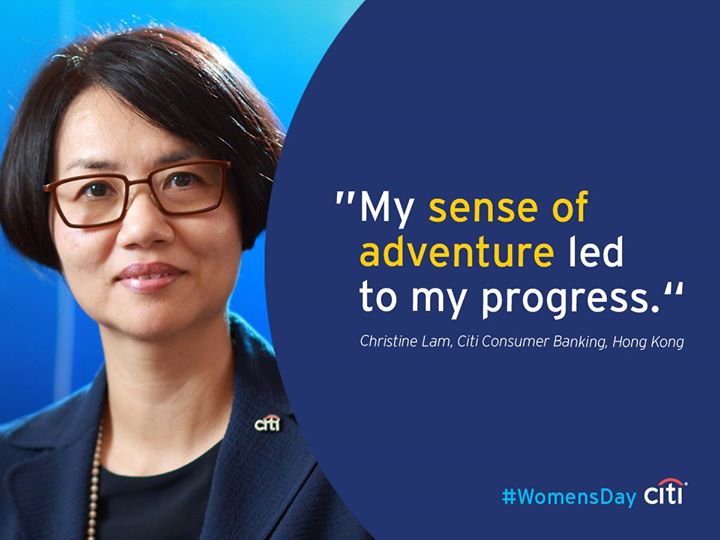 "My sense of
adventure led
to my progress."
Christine Lam, Citi Consumer Banking, Hong Kong
citi
#WomensDay citi®